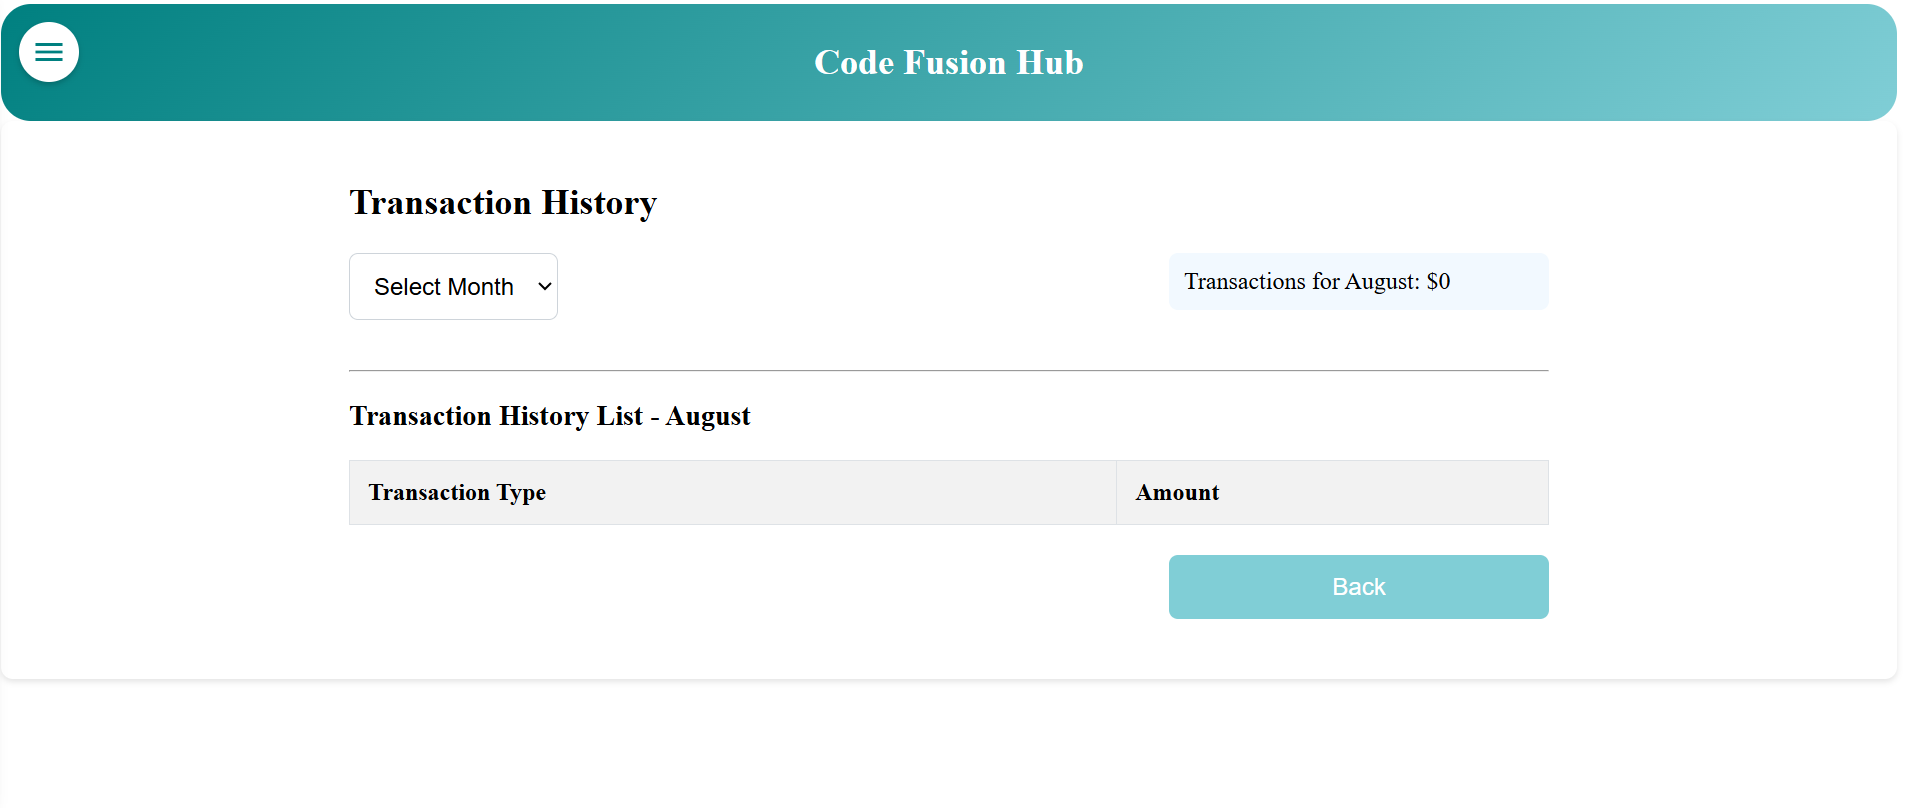 Code Fusion Hub
Transaction History
Select Month
Transactions for August: $0
Transaction History List - August
Transaction Type
Amount
Back